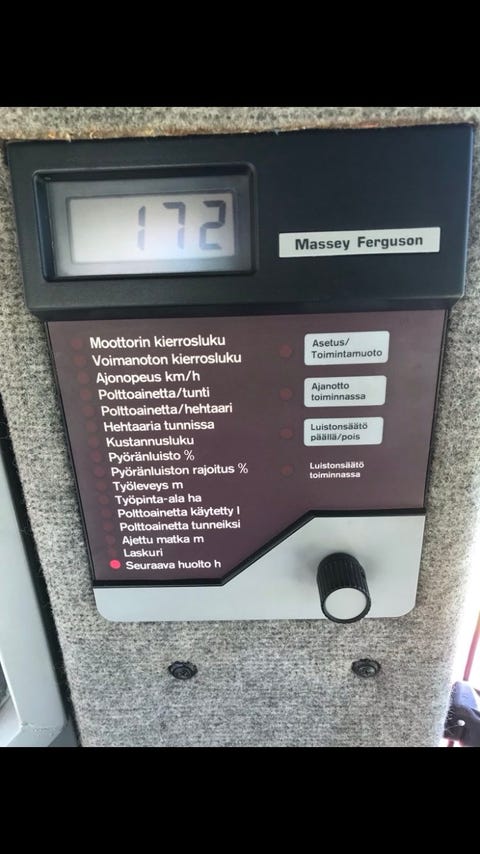 172
Massey Ferguson
Moottorin kierrosluku
Voimanoton kierrosluku
Ajonopeus km/h
Polttoainetta/tunti
Polttoainetta/hehtaari
Hehtaaria tunnissa
Kustannusluku
Pyöränluisto %
Pyöränluiston rajoitus %
Työleveys m
Työpinta-ala ha
Polttoainetta käytetty l
Polttoainetta tunneiksi
Ajettu matka m
Laskuri
Seuraava huolto h
Asetus/
Toimintamuoto
Ajanotto
toiminnassa
Luistonsäätö
päällä/pois
Luistonsäätö
toiminnassa